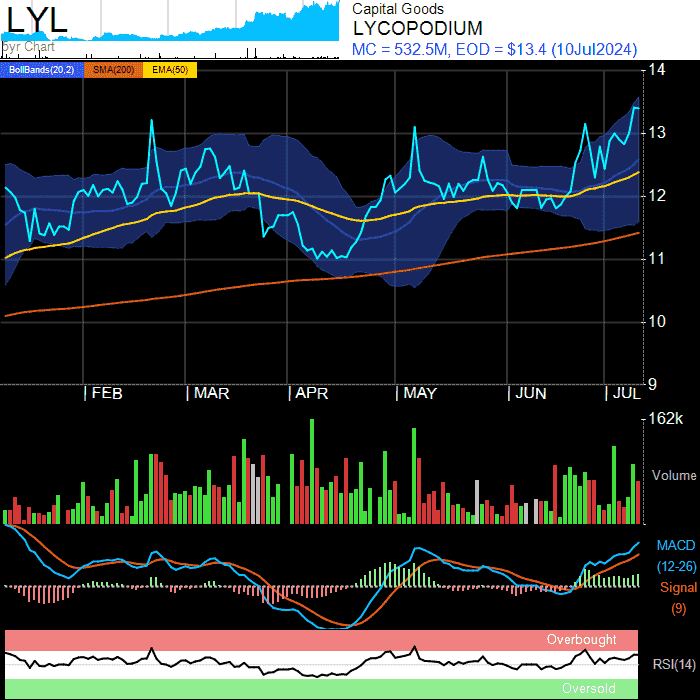 LYL
5yr Chart
Capital Goods
LYCOPODIUM
MC = 532.5M, EOD = $13.4 (10Jul2024)
BollBands(20,2) SMA(200) EMA(50)
14
13
12
11
10
9
FEB MAR APR MAY JUN JUL
162k
Volume
MACD
(12-26)
Signal
(9)
Overbought
RSI(14)
Oversold